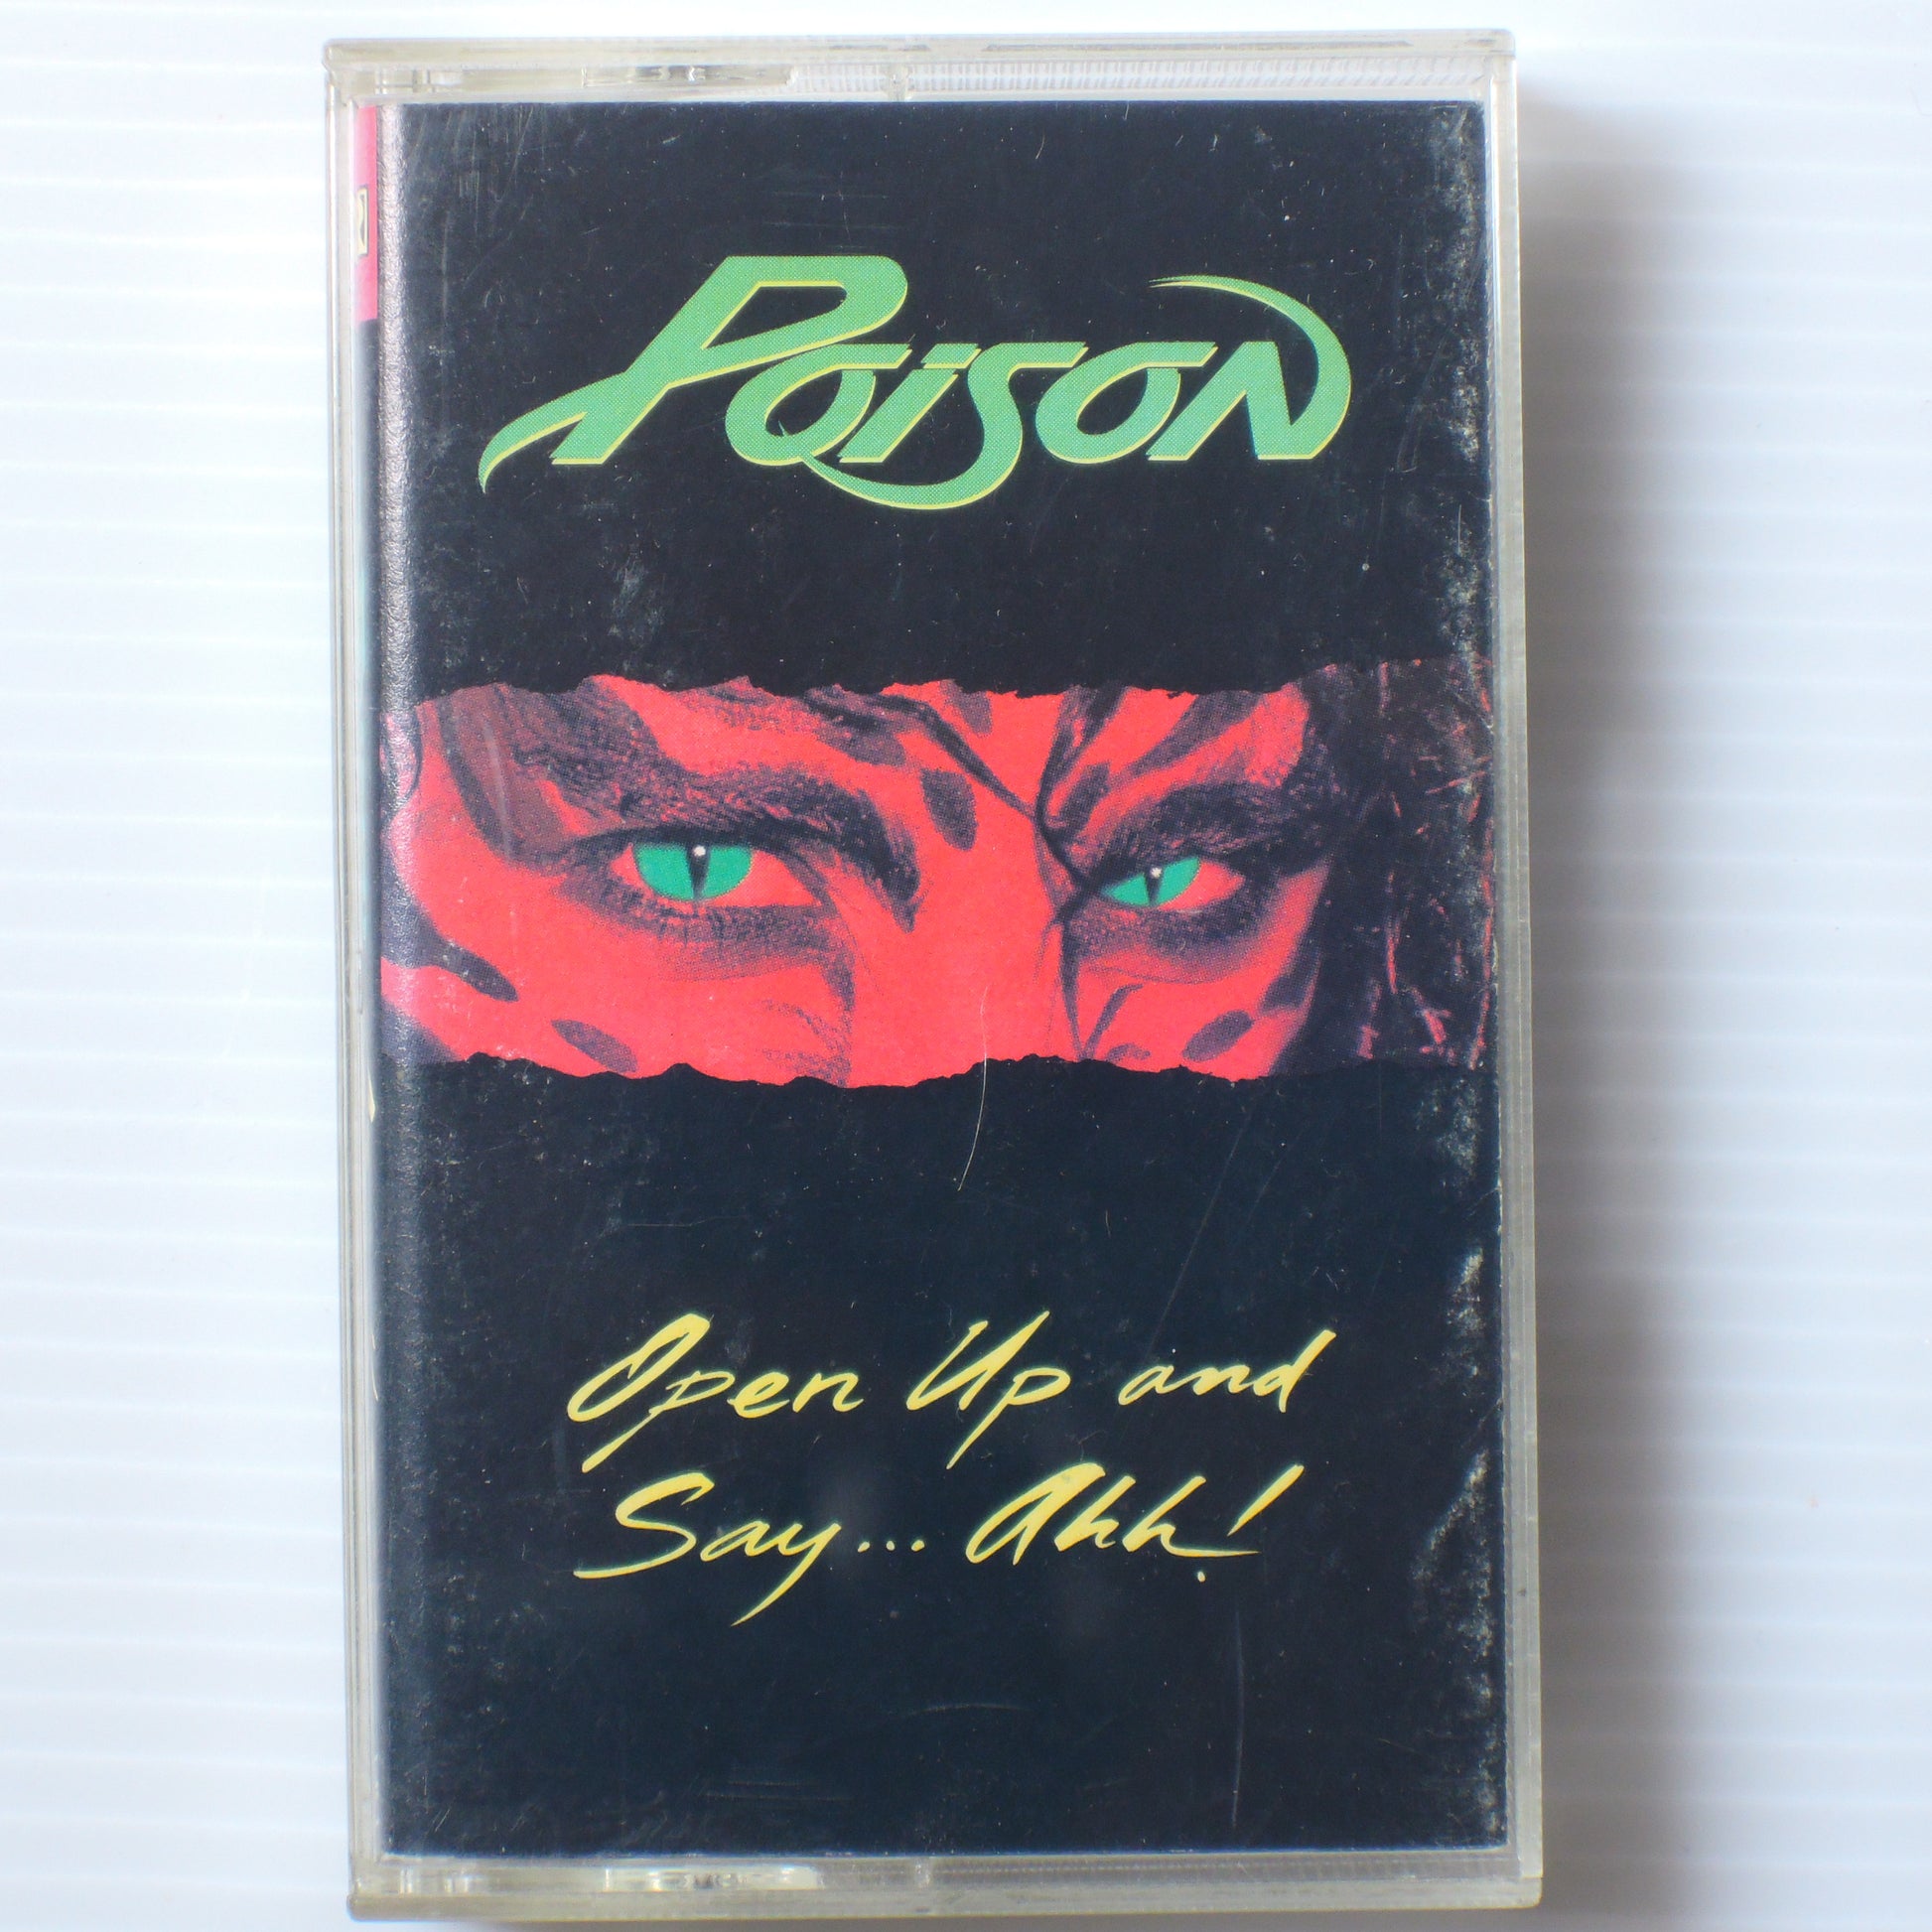 Poison
Open Up and
Say... Ahh!